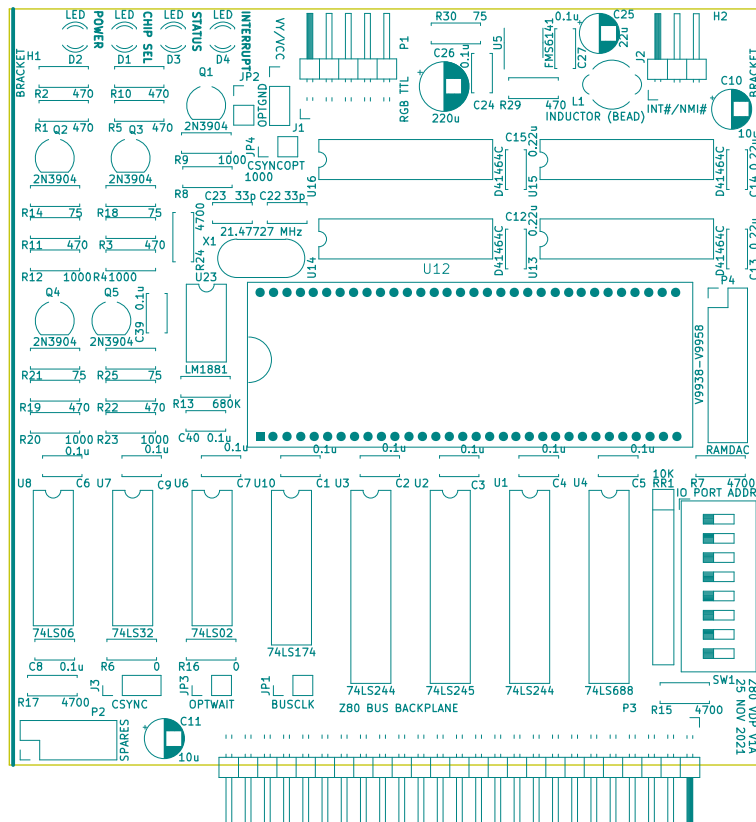 LED
LED
LED
LED
POWER
CHIP SEL
STATUS
INTERRUPT
VV/VCC
P1
RGB TTL
R30 75
C26
220u
0.1u
C24
U5
0.1u
FMS6141
C27
C25
22u
J2
H2
INT#/NMI#
BRACKET
H1
BRACKET
D2
D1
D3
D4
Q1
JP2
OPTGND
J1
R29 470
L1
INDUCTOR (BEAD)
C10
10u
R2 470
R10 470
R1 470
Q2
R5 470
Q3
2N3904
2N3904
2N3904
R9 1000
JP4
CSYNCOPT
R8 1000
U16
D41464C
C15
0.22u
U15
D41464C
C14
0.22u
R14 75
R18 75
C23 33p
C22 33p
4700
R24
X1
21.47727 MHz
R11 470
R3 470
R12 1000
R4 1000
U14
D41464C
C12
0.22u
U13
D41464C
C13
0.22u
U12
P4
Q4
Q5
0.1u
C39
U23
2N3904
2N3904
LM1881
V9938-V9958
R21 75
R25 75
R13 680K
R19 470
R22 470
C40 0.1u
R20 1000
R23 1000
RAMDAC
0.1u
0.1u
0.1u
0.1u
0.1u
0.1u
0.1u
10K
U8 C6
U7 C9
U6 C7
U10 C1
U3 C2
U2 C3
U1 C4
U4 C5
RR1
R7 4700
IO PORT ADDR
74LS06
74LS32
74LS02
74LS174
74LS244
74LS245
74LS244
74LS688
C8 0.1u
R6 0
R16 0
SW1
R17 4700
J3
CSYNC
JP3
OPTWAIT
JP1
BUSCLK
Z80 BUS BACKPLANE
P3
R15 4700
Z80 VDP V1A
25 NOV 2021
P2
SPARES
C11
10u